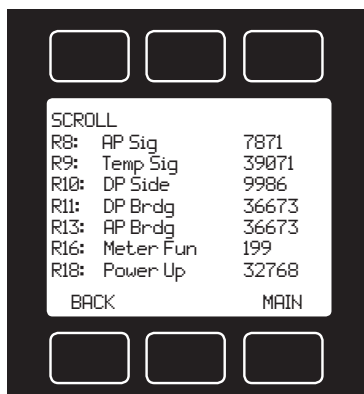 SCROLL
R8: AP Sig 7871
R9: Temp Sig 39071
R10: DP Side 9986
R11: DP Brdg 36673
R13: AP Brdg 36673
R16: Meter Fun 199
R18: Power Up 32768
BACK MAIN